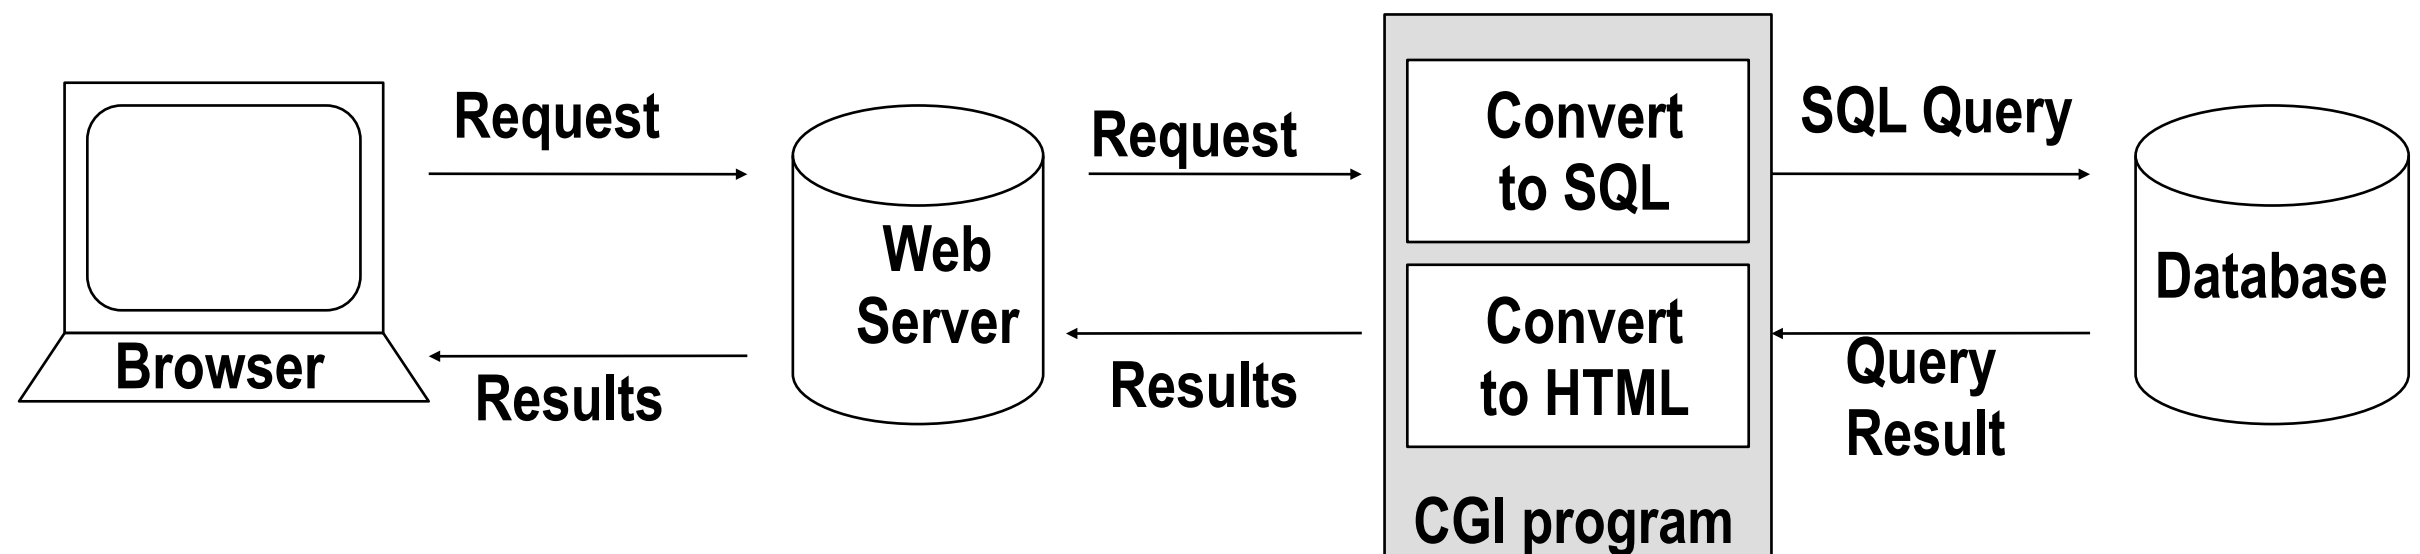 Browser
Request
Results
Web
Server
Request
Results
Convert
to SQL
Convert
to HTML
CGI program
SQL Query
Query
Result
Database